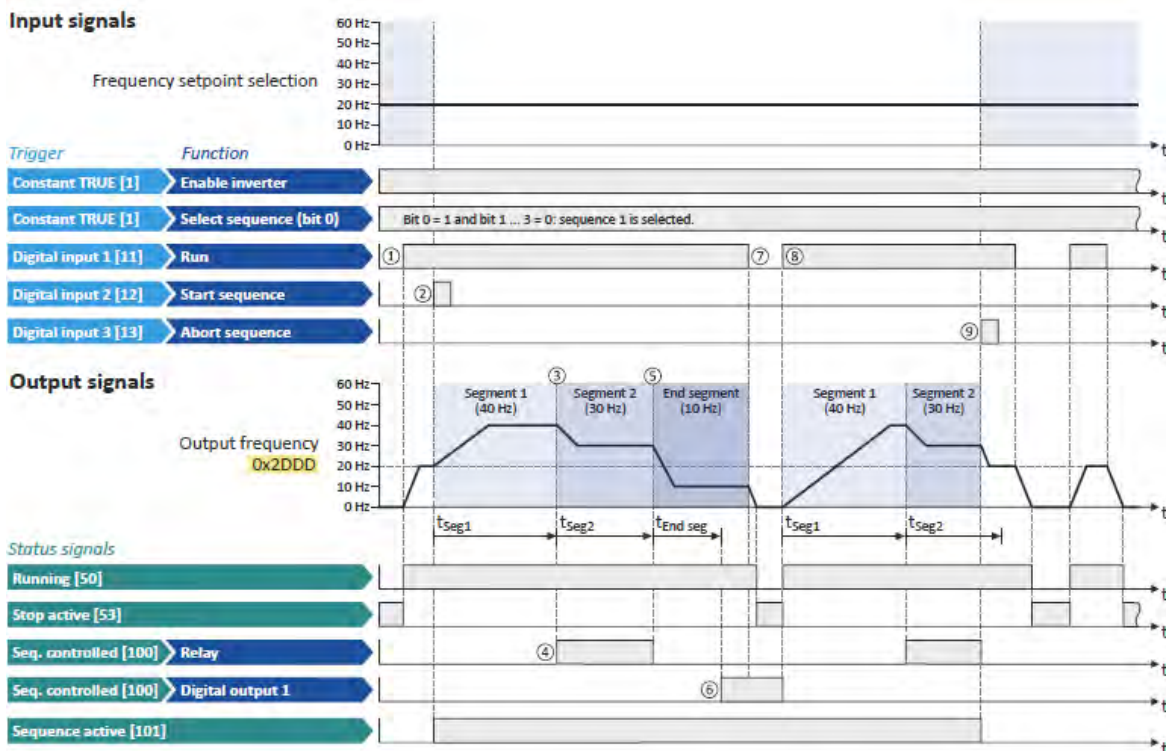 Input signals
60 Hz
50 Hz
40 Hz
30 Hz
20 Hz
10 Hz
0 Hz
Frequency setpoint selection
t
Trigger Function
Constant TRUE [1] Enable inverter
t
Constant TRUE [1] Select sequence (bit 0) Bit 0 = 1 and bit 1 ... 3 = 0: sequence 1 is selected.
t
Digital input 1 [11] Run ① ⑦ ⑧
t
Digital input 2 [12] Start sequence ②
t
Digital input 3 [13] Abort sequence ⑨
t
Output signals
③ ⑤
60 Hz
50 Hz
40 Hz
30 Hz
20 Hz
10 Hz
0 Hz
Segment 1 Segment 2 End segment Segment 1 Segment 2
(40 Hz) (30 Hz) (10 Hz) (40 Hz) (30 Hz)
Output frequency
0x2DDD
t
tSeg1 tSeg2 tEnd seg tSeg1 tSeg2
Status signals
Running [50]
t
Stop active [53]
t
Seq. controlled [100] Relay ④
t
Seq. controlled [100] Digital output 1 ⑥
t
Sequence active [101]
t